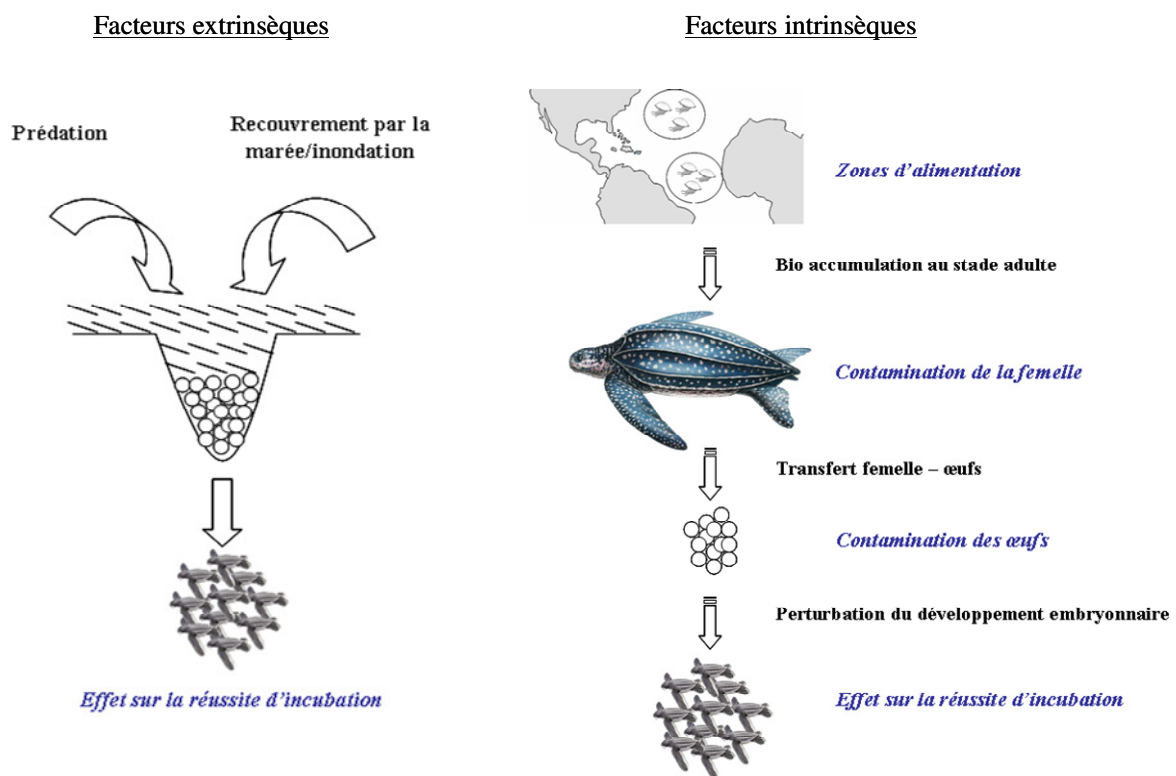 Facteurs extrinsèques
Prédation
Recouvrement par la
marée/inondation
Effet sur la réussite d'incubation
Facteurs intrinsèques
Zones d'alimentation
Bio accumulation au stade adulte
Contamination de la femelle
Transfert femelle – œufs
Contamination des œufs
Perturbation du développement embryonnaire
Effet sur la réussite d'incubation